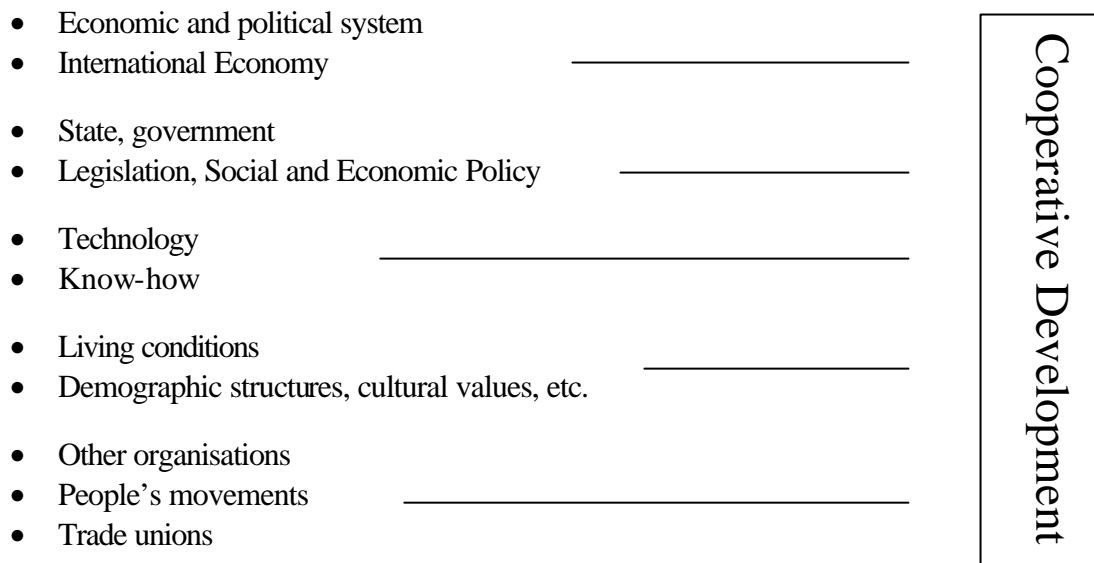 • Economic and political system
• International Economy
• State, government
• Legislation, Social and Economic Policy
• Technology
• Know-how
• Living conditions
• Demographic structures, cultural values, etc.
• Other organisations
• People’s movements
• Trade unions
Cooperative Development